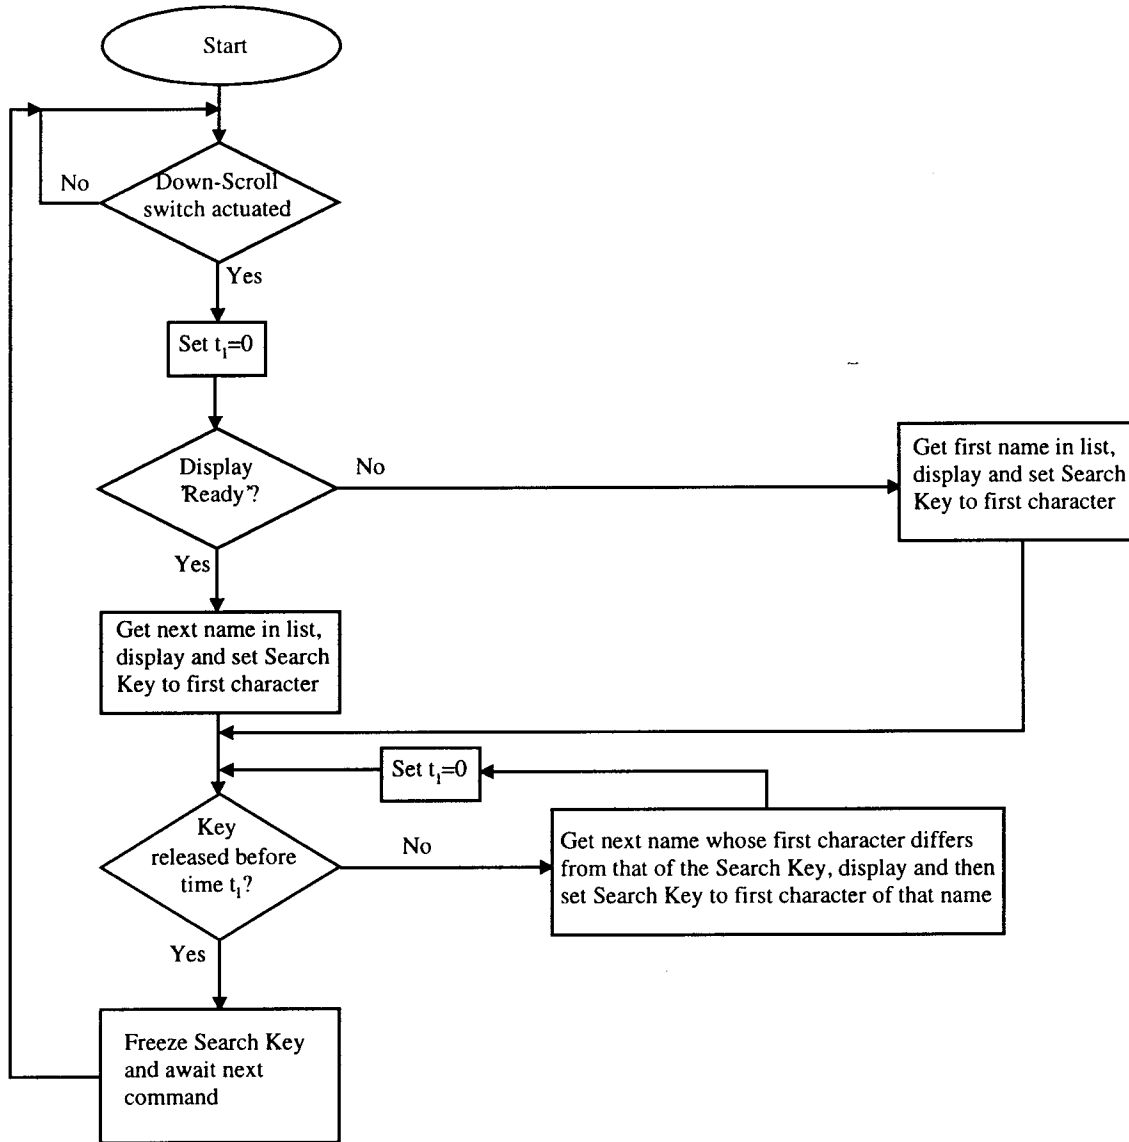 Start
No
Down-Scroll
switch actuated
Yes
Set t₁=0
Display
'Ready'?
No
Get first name in list,
display and set Search
Key to first character
Yes
Get next name in list,
display and set Search
Key to first character
Set t₁=0
Key
released before
time t₁?
No
Get next name whose first character differs
from that of the Search Key, display and then
set Search Key to first character of that name
Yes
Freeze Search Key
and await next
command